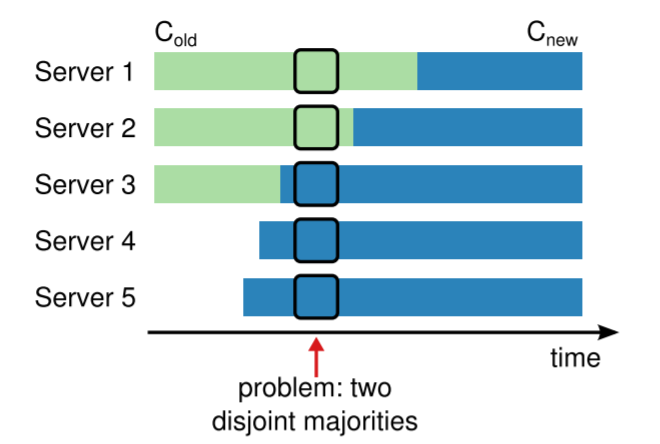 Cold Cnew
Server 1
Server 2
Server 3
Server 4
Server 5
time
problem: two
disjoint majorities